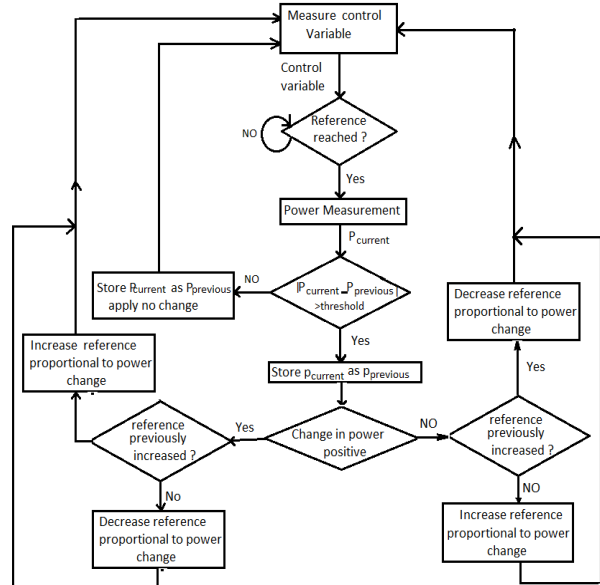 Measure control
Variable
Control
variable
Reference
reached ?
NO
Yes
Power Measurement
Pcurrent
|Pcurrent - Pprevious|
>threshold
NO
Store Pcurrent as Pprevious
apply no change
Yes
Store pcurrent as pprevious
Change in power
positive
Yes
NO
reference
previously
increased ?
Increase reference
proportional to power
change
No
Decrease reference
proportional to power
change
reference
previously
increased ?
Yes
Decrease reference
proportional to power
change
NO
Increase reference
proportional to power
change